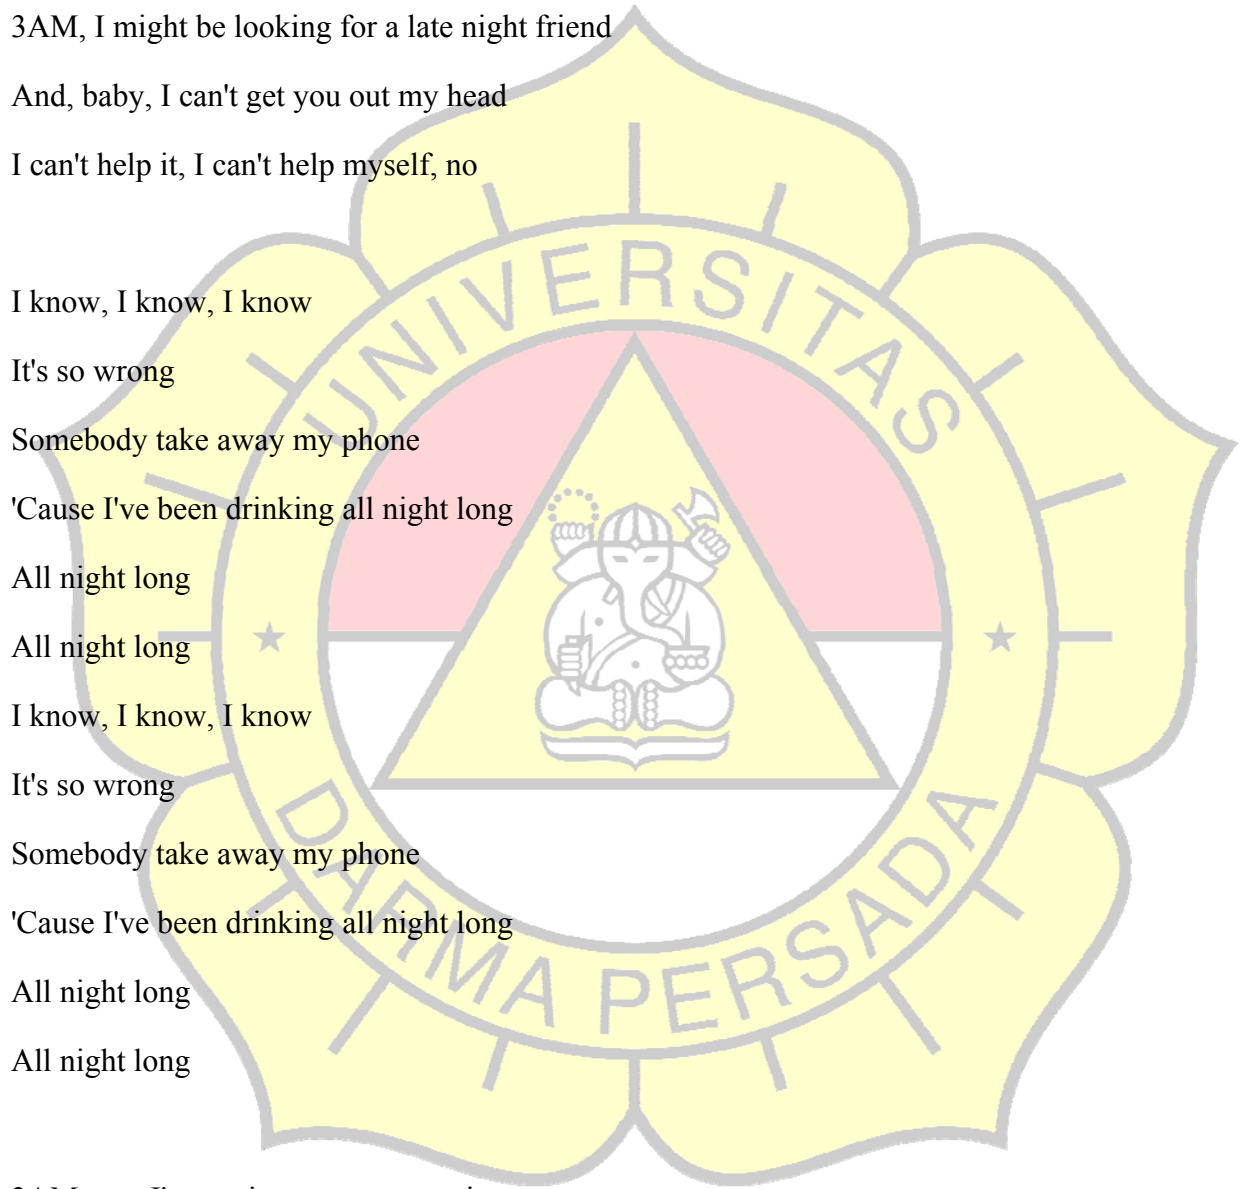 3AM, I might be looking for a late night friend
And, baby, I can't get you out my head
I can't help it, I can't help myself, no
I know, I know, I know
It's so wrong
Somebody take away my phone
'Cause I've been drinking all night long
All night long
All night long
I know, I know, I know
It's so wrong
Somebody take away my phone
'Cause I've been drinking all night long
All night long
All night long
UNIVERSITAS
DARMA PERSADA